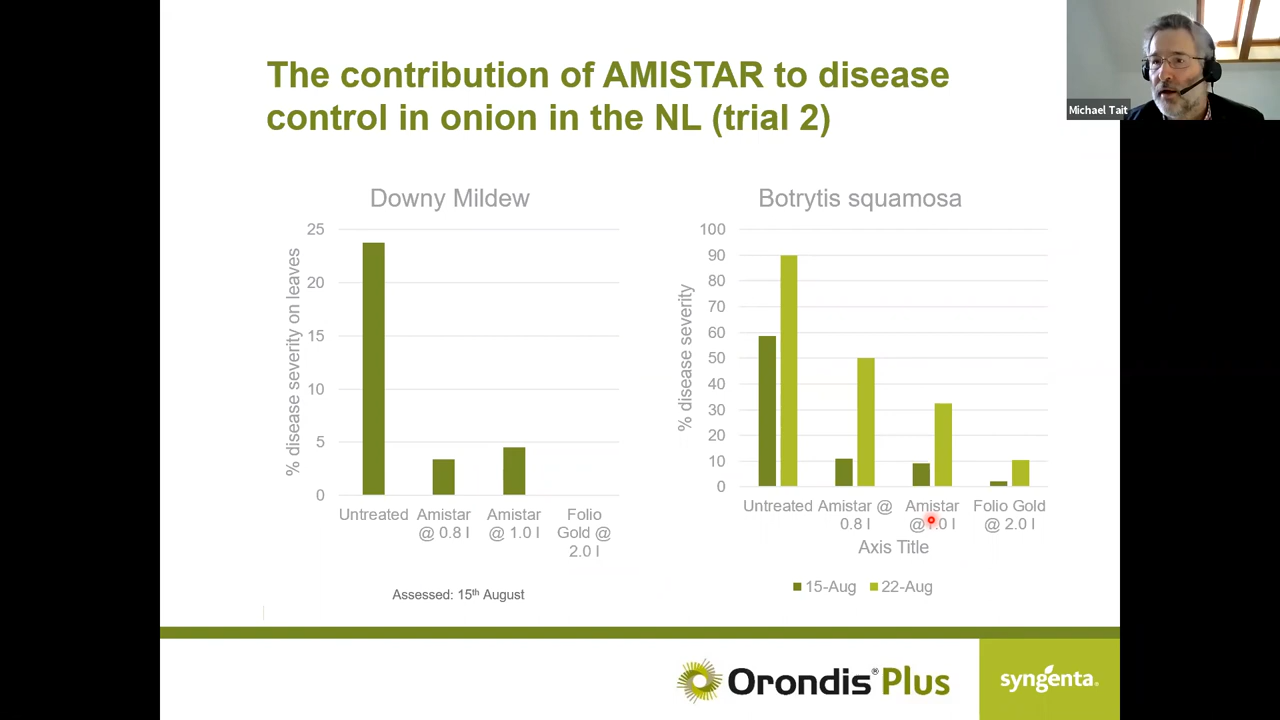 The contribution of AMISTAR to disease
control in onion in the NL (trial 2)
Michael Tait
Downy Mildew
% disease severity on leaves
25
20
15
10
5
0
Untreated
Amistar
@ 0.8 l
Amistar
@ 1.0 l
Folio
Gold @
2.0 l
Assessed: 15th August
Botrytis squamosa
% disease severity
100
90
80
70
60
50
40
30
20
10
0
Untreated
Amistar @
0.8 l
Amistar
@ 1.0 l
Folio Gold
@ 2.0 l
Axis Title
15-Aug
22-Aug
Orondis® Plus
syngenta®